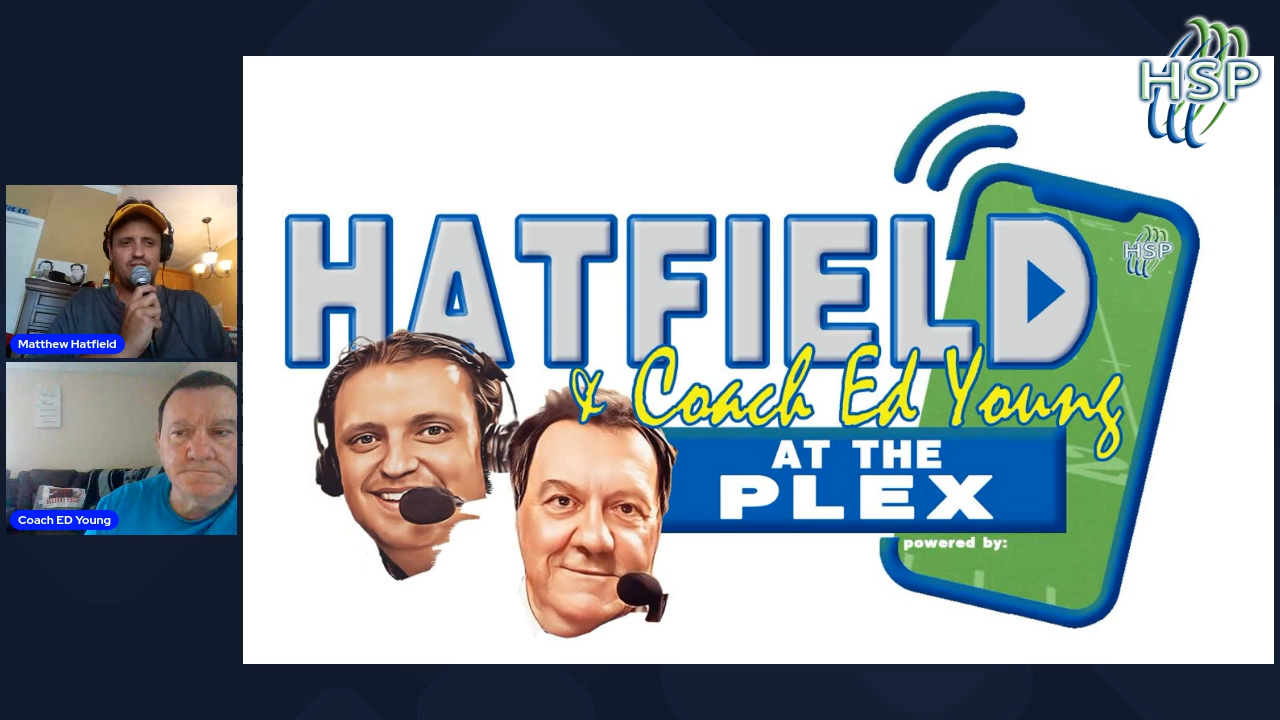 HSP
HATFIELD
HSP
& Coach Ed Young
AT THE
PLEX
powered by:
Matthew Hatfield
Coach ED Young